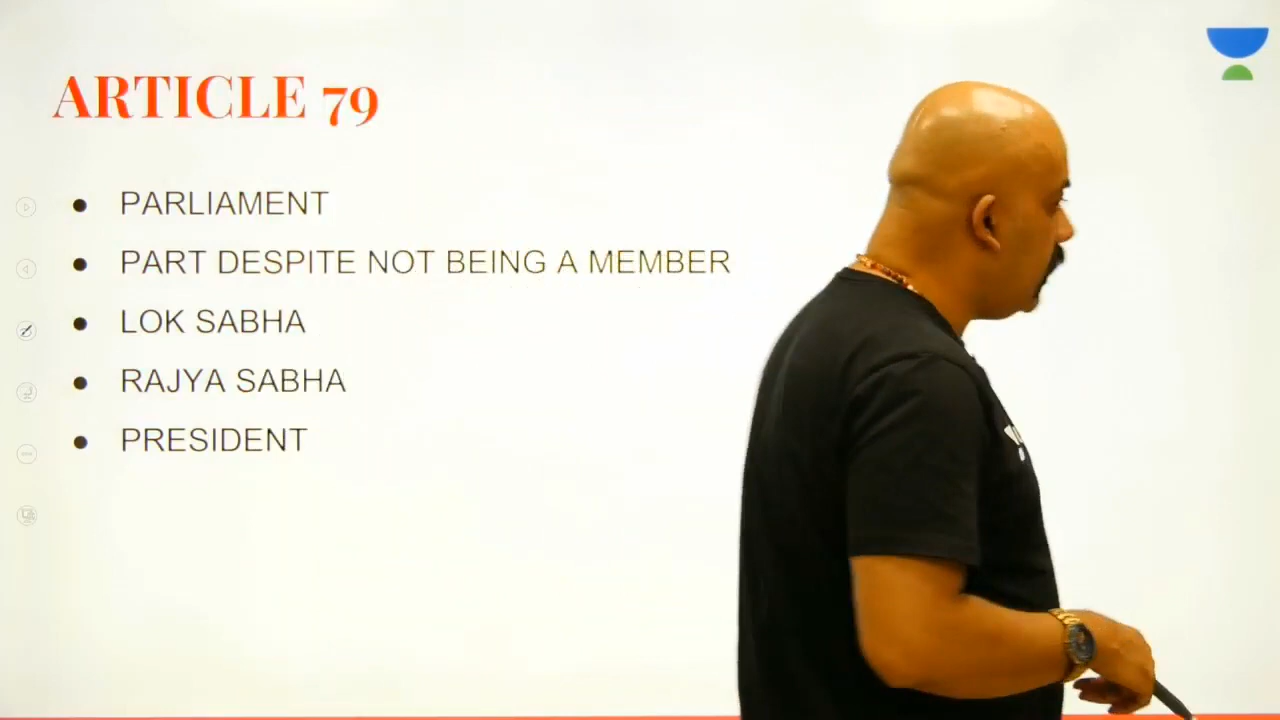 ARTICLE 79
PARLIAMENT
PART DESPITE NOT BEING A MEMBER
LOK SABHA
RAJYA SABHA
PRESIDENT